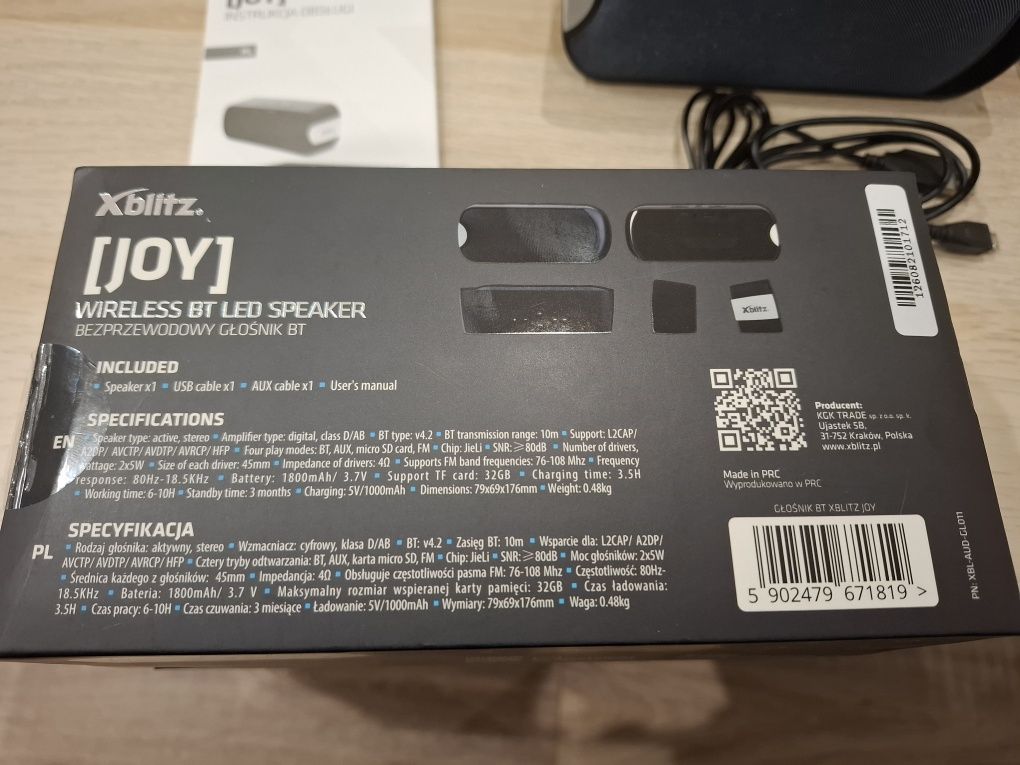 [JOY]
INSTRUKCJA OBSŁUGI
Xblitz.
[JOY]
WIRELESS BT LED SPEAKER
BEZPRZEWODOWY GŁOŚNIK BT
Xblitz
126082101712
INCLUDED
▪ Speaker x1 ▪ USB cable x1 ▪ AUX cable x1 ▪ User's manual
EN
SPECIFICATIONS
▪ Speaker type: active, stereo ▪ Amplifier type: digital, class D/AB ▪ BT type: v4.2 ▪ BT transmission range: 10m ▪ Support: L2CAP/
A2DP/ AVCTP/ AVDTP/ AVRCP/ HFP ▪ Four play modes: BT, AUX, micro SD card, FM ▪ Chip: JieLi ▪ SNR: ≥80dB ▪ Number of drivers,
wattage: 2x5W ▪ Size of each driver: 45mm ▪ Impedance of drivers: 4Ω ▪ Supports FM band frequencies: 76-108 Mhz ▪ Frequency
response: 80Hz-18.5KHz ▪ Battery: 1800mAh/ 3.7V ▪ Support TF card: 32GB ▪ Charging time: 3.5H
▪ Working time: 6-10H ▪ Standby time: 3 months ▪ Charging: 5V/1000mAh ▪ Dimensions: 79x69x176mm ▪ Weight: 0.48kg
PL
SPECYFIKACJA
▪ Rodzaj głośnika: aktywny, stereo ▪ Wzmacniacz: cyfrowy, klasa D/AB ▪ BT: v4.2 ▪ Zasięg BT: 10m ▪ Wsparcie dla: L2CAP/ A2DP/
AVCTP/ AVDTP/ AVRCP/ HFP ▪ Cztery tryby odtwarzania: BT, AUX, karta micro SD, FM ▪ Chip: JieLi ▪ SNR: ≥80dB ▪ Moc głośników: 2x5W
▪ Średnica każdego z głośników: 45mm ▪ Impedancja: 4Ω ▪ Obsługuje częstotliwości pasma FM: 76-108 Mhz ▪ Częstotliwość: 80Hz-
18.5KHz ▪ Bateria: 1800mAh/ 3.7 V ▪ Maksymalny rozmiar wspieranej karty pamięci: 32GB ▪ Czas ładowania:
3.5H ▪ Czas pracy: 6-10H ▪ Czas czuwania: 3 miesiące ▪ Ładowanie: 5V/1000mAh ▪ Wymiary: 79x69x176mm ▪ Waga: 0.48kg
Producent:
KGK TRADE sp. z o.o. sp. k.
Ujastek 5B,
31-752 Kraków, Polska
www.xblitz.pl
Made in PRC
Wyprodukowano w PRC
GŁOŚNIK BT XBLITZ JOY
5 902479 671819 >
PN: XBL-AUD-GL011